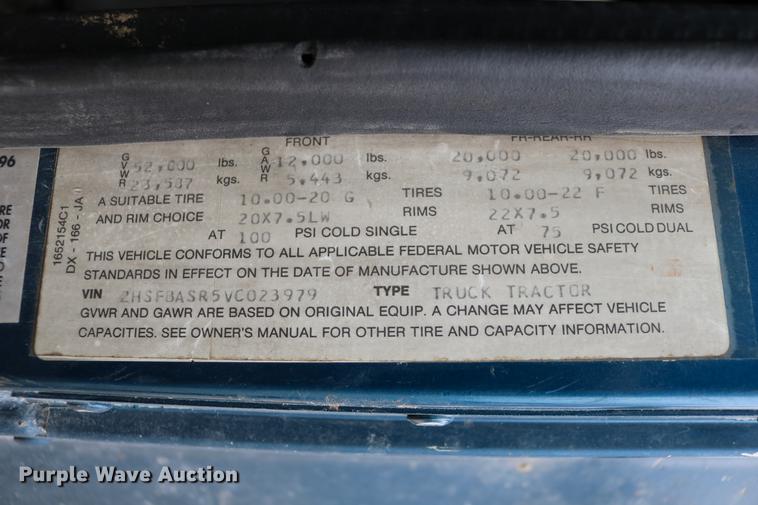 FRONT FR-REAR-RR
GVWR 52,000 lbs. GAWR 12,000 lbs. 20,000 20,000 lbs.
23,587 kgs. 5,443 kgs. 9,072 9,072 kgs.
A SUITABLE TIRE 10.00-20 G TIRES 10.00-22 F TIRES
AND RIM CHOICE 20X7.5LW RIMS 22X7.5 RIMS
AT 100 PSI COLD SINGLE AT 75 PSI COLD DUAL
THIS VEHICLE CONFORMS TO ALL APPLICABLE FEDERAL MOTOR VEHICLE SAFETY
STANDARDS IN EFFECT ON THE DATE OF MANUFACTURE SHOWN ABOVE.
VIN 2HSFBASR5VC023979 TYPE TRUCK TRACTOR
GVWR AND GAWR ARE BASED ON ORIGINAL EQUIP. A CHANGE MAY AFFECT VEHICLE
CAPACITIES. SEE OWNER'S MANUAL FOR OTHER TIRE AND CAPACITY INFORMATION.
1652154C1
DX - 166 - JA
96
RE
OR
OF
Purple Wave Auction